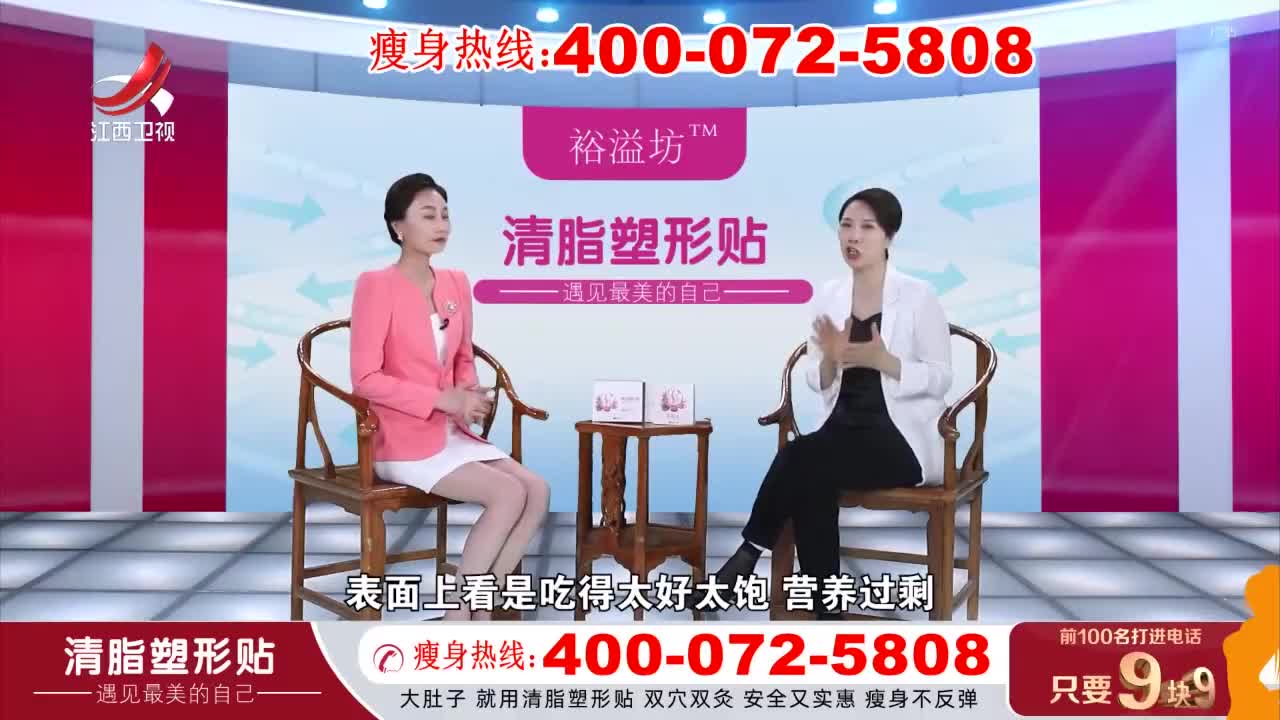 瘦身热线:400-072-5808
江西卫视
裕溢坊™
清脂塑形贴
遇见最美的自己
表面上看是吃得太好太饱 营养过剩
清脂塑形贴
遇见最美的自己
瘦身热线:400-072-5808
大肚子 就用清脂塑形贴 双穴双灸 安全又实惠 瘦身不反弹
前100名打进电话
只要9块9